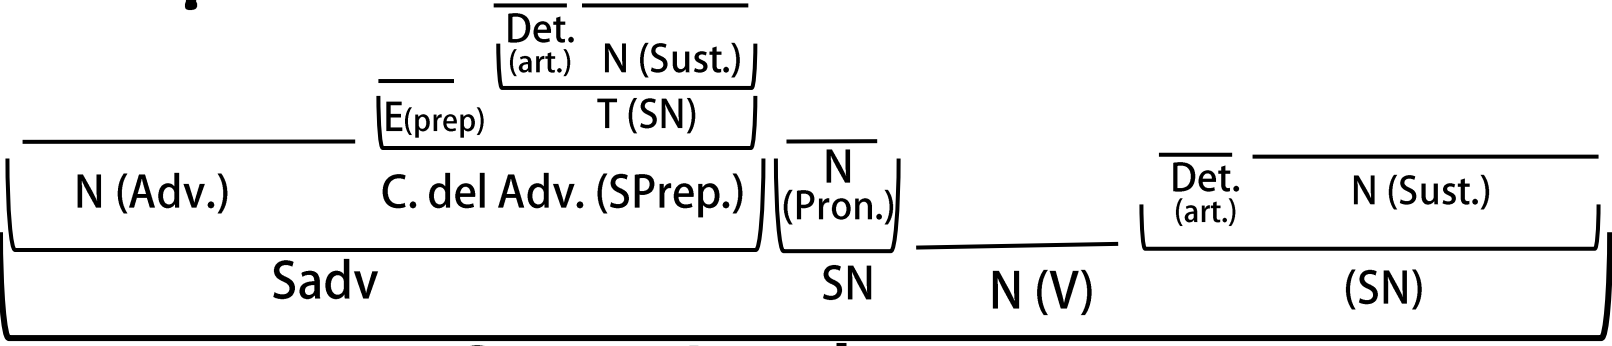 Det.
(art.) N (Sust.)
E(prep) T (SN)
N (Adv.) C. del Adv. (SPrep.) N
(Pron.) Det.
(art.) N (Sust.)
Sadv SN N (V) (SN)